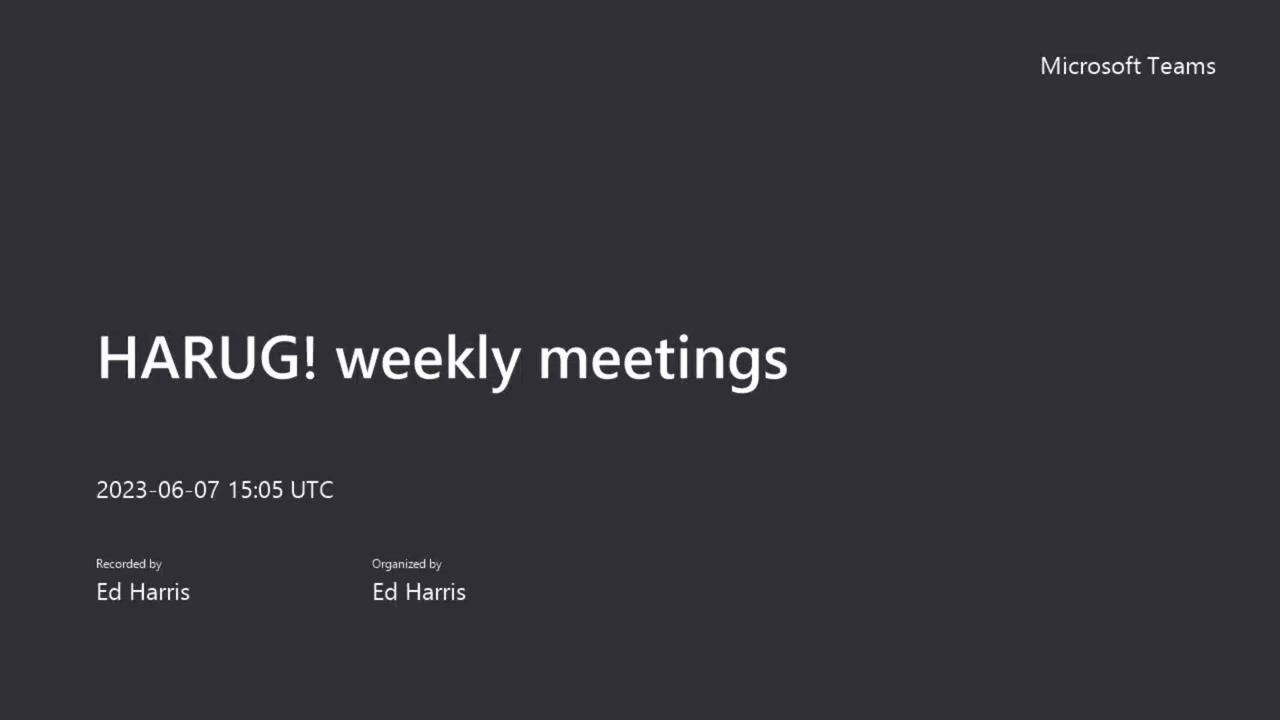 Microsoft Teams
HARUG! weekly meetings
2023-06-07 15:05 UTC
Recorded by
Ed Harris
Organized by
Ed Harris